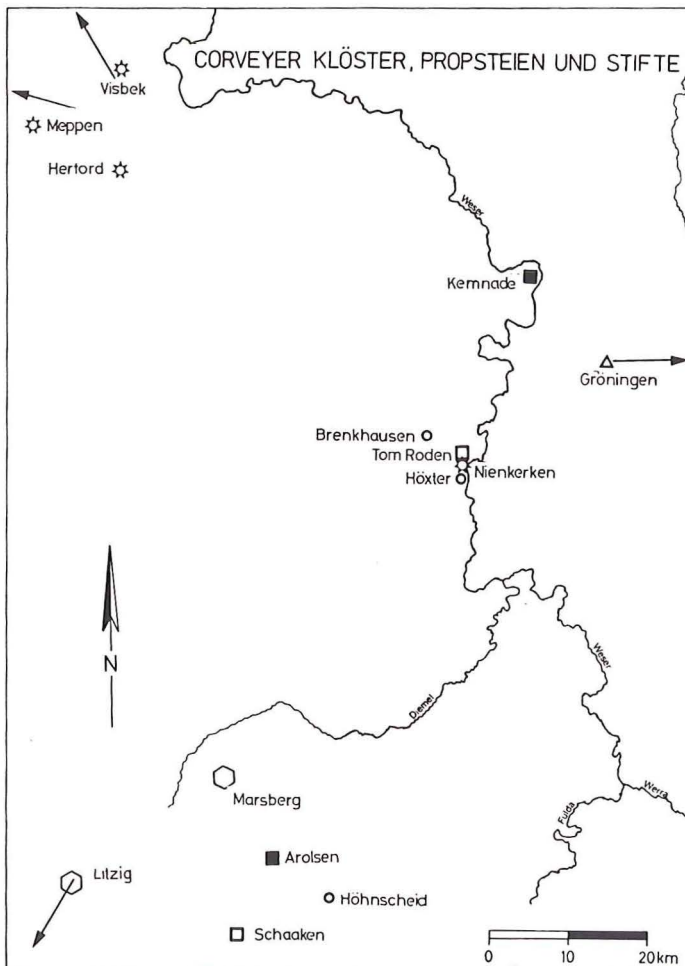 CORVEYER KLÖSTER, PROPSTEIEN UND STIFTE
Visbek
Meppen
Hertord
Weser
Kemnade
Gröningen
Brenkhausen
Tom Roden
Nienkerken
Höxter
N
Diemel
Weser
Marsberg
Werra
Fulda
Arolsen
Litzig
Höhnscheid
Schaaken
0 10 20km